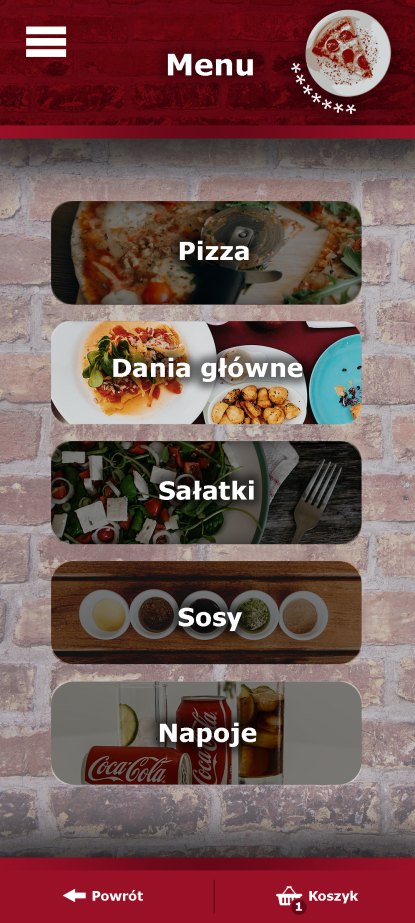 Menu
*******
Pizza
Dania główne
Sałatki
Sosy
Napoje
Coca-Cola
Coca-Cola
Powrót
1
Koszyk